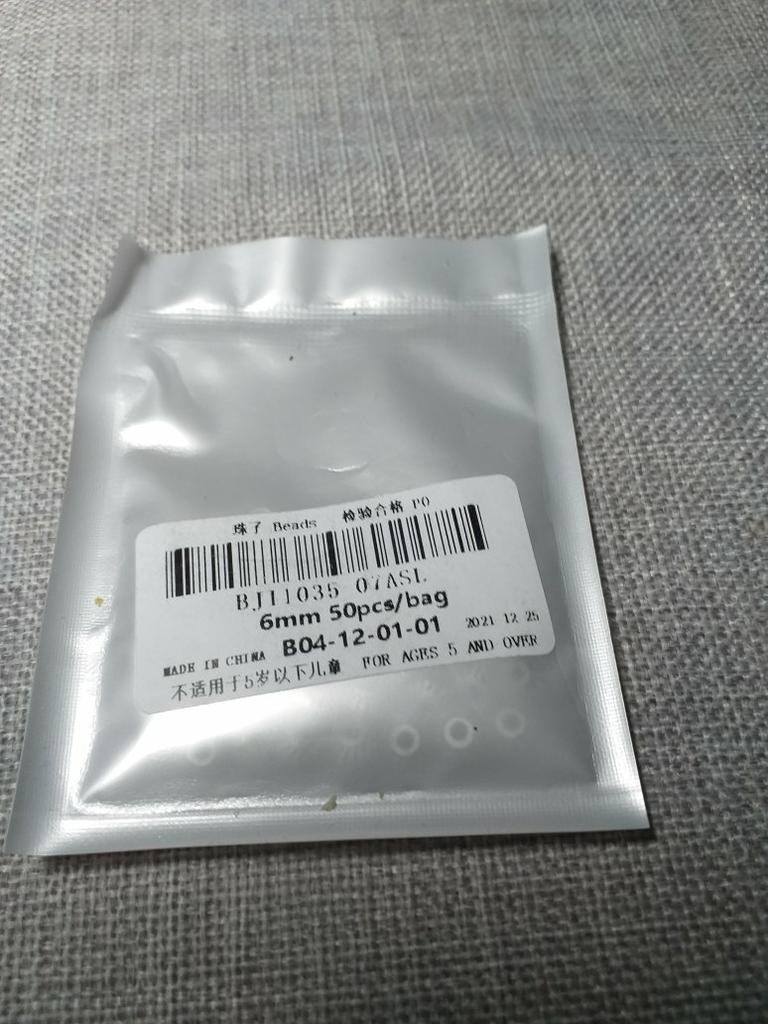 珠子 Beads 检验合格 PO
BJI1035 07ASL
6mm 50pcs/bag
B04-12-01-01 2021 12 25
MADE IN CHINA
不适用于5岁以下儿童 FOR AGES 5 AND OVER